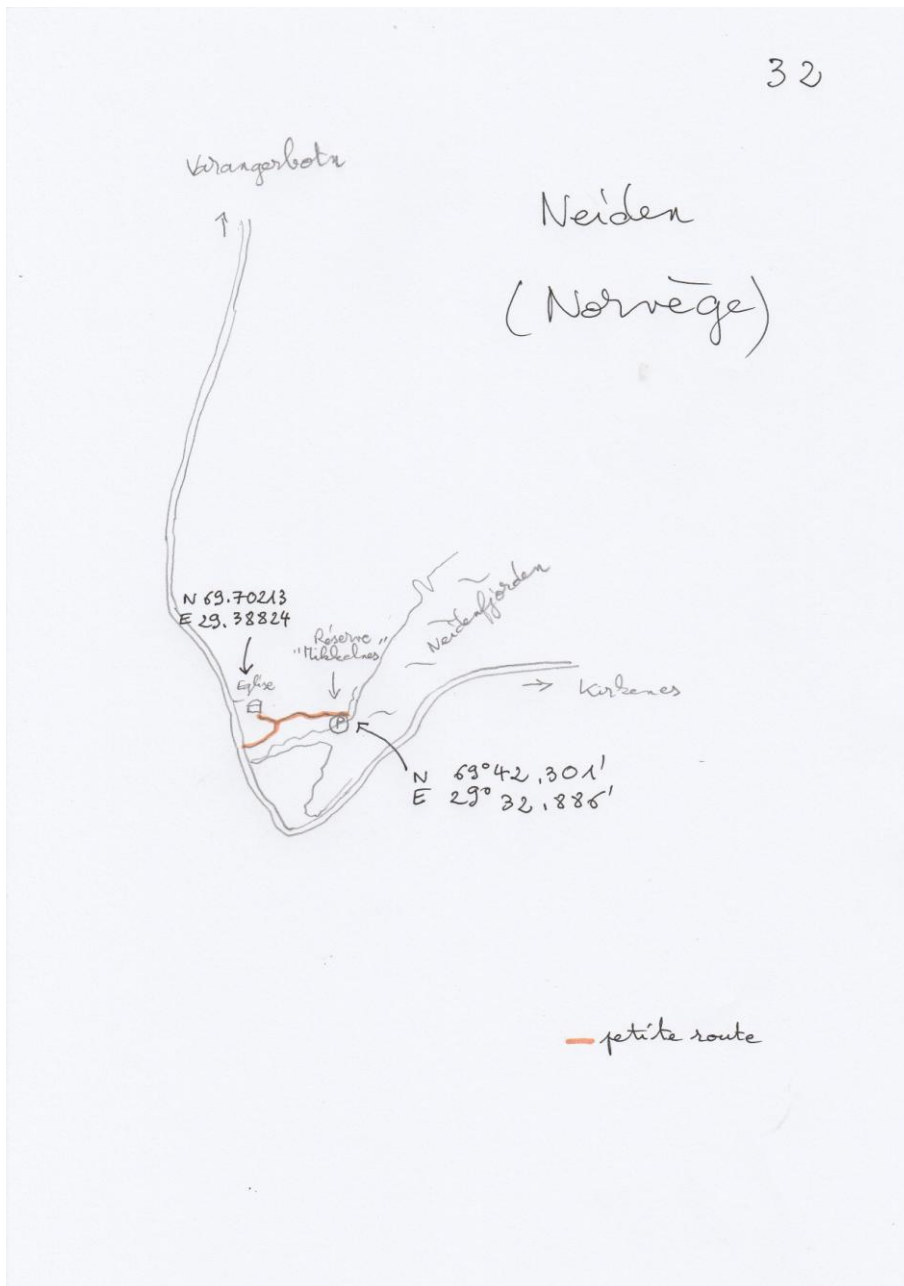 32
Varangerbotn
↑
Neiden
(Norvège)
N 69.70213
E 29.38824
Eglise
Réserve
"Mikkelnes"
Neidenfjorden
→ Kirkenes
P
N 69° 42,301'
E 29° 32,886'
petite route